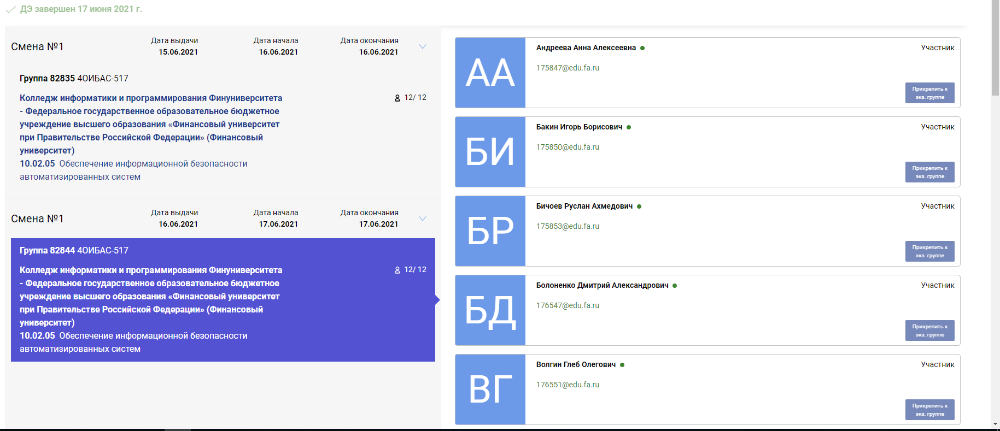 ДЭ завершен 17 июня 2021 г.
Смена №1
Дата выдачи
15.06.2021
Дата начала
16.06.2021
Дата окончания
16.06.2021
Группа 82835 4ОИБАС-517
Колледж информатики и программирования Финуниверситета
- Федеральное государственное образовательное бюджетное
учреждение высшего образования «Финансовый университет
при Правительстве Российской Федерации» (Финансовый
университет)
10.02.05 Обеспечение информационной безопасности
автоматизированных систем
12/ 12
Смена №1
Дата выдачи
16.06.2021
Дата начала
17.06.2021
Дата окончания
17.06.2021
Группа 82844 4ОИБАС-517
Колледж информатики и программирования Финуниверситета
- Федеральное государственное образовательное бюджетное
учреждение высшего образования «Финансовый университет
при Правительстве Российской Федерации» (Финансовый
университет)
10.02.05 Обеспечение информационной безопасности
автоматизированных систем
12/ 12
АА
Андреева Анна Алексеевна
Участник
175847@edu.fa.ru
Прикрепить к
экз. группе
БИ
Бакин Игорь Борисович
Участник
175850@edu.fa.ru
Прикрепить к
экз. группе
БР
Бичоев Руслан Ахмедович
Участник
175853@edu.fa.ru
Прикрепить к
экз. группе
БД
Болоненко Дмитрий Александрович
Участник
176547@edu.fa.ru
Прикрепить к
экз. группе
ВГ
Волгин Глеб Олегович
Участник
176551@edu.fa.ru
Прикрепить к
экз. группе